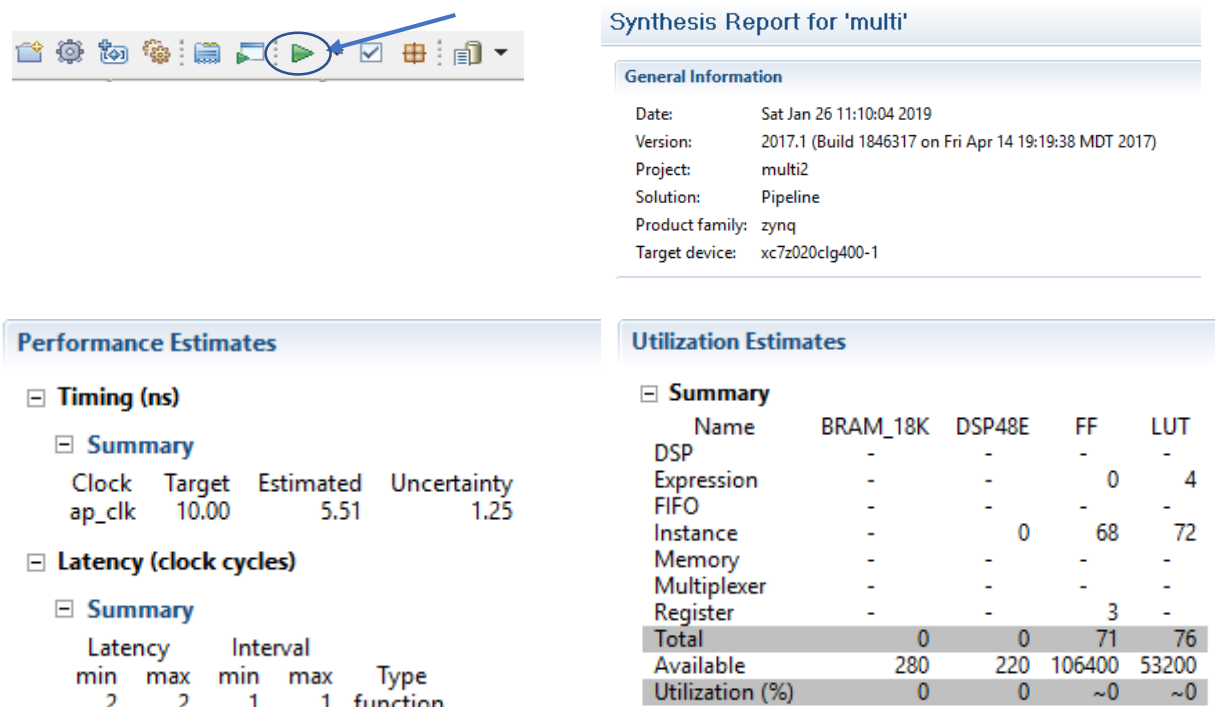 Synthesis Report for 'multi'
General Information
Date: Sat Jan 26 11:10:04 2019
Version: 2017.1 (Build 1846317 on Fri Apr 14 19:19:38 MDT 2017)
Project: multi2
Solution: Pipeline
Product family: zynq
Target device: xc7z020clg400-1
Performance Estimates
Timing (ns)
Summary
Clock Target Estimated Uncertainty
ap_clk 10.00 5.51 1.25
Latency (clock cycles)
Summary
Latency Interval
min max min max Type
2 2 1 1 function
Utilization Estimates
Summary
Name BRAM_18K DSP48E FF LUT
DSP - - - -
Expression - - 0 4
FIFO - - - -
Instance - 0 68 72
Memory - - - -
Multiplexer - - - -
Register - - 3 -
Total 0 0 71 76
Available 280 220 106400 53200
Utilization (%) 0 0 ~0 ~0